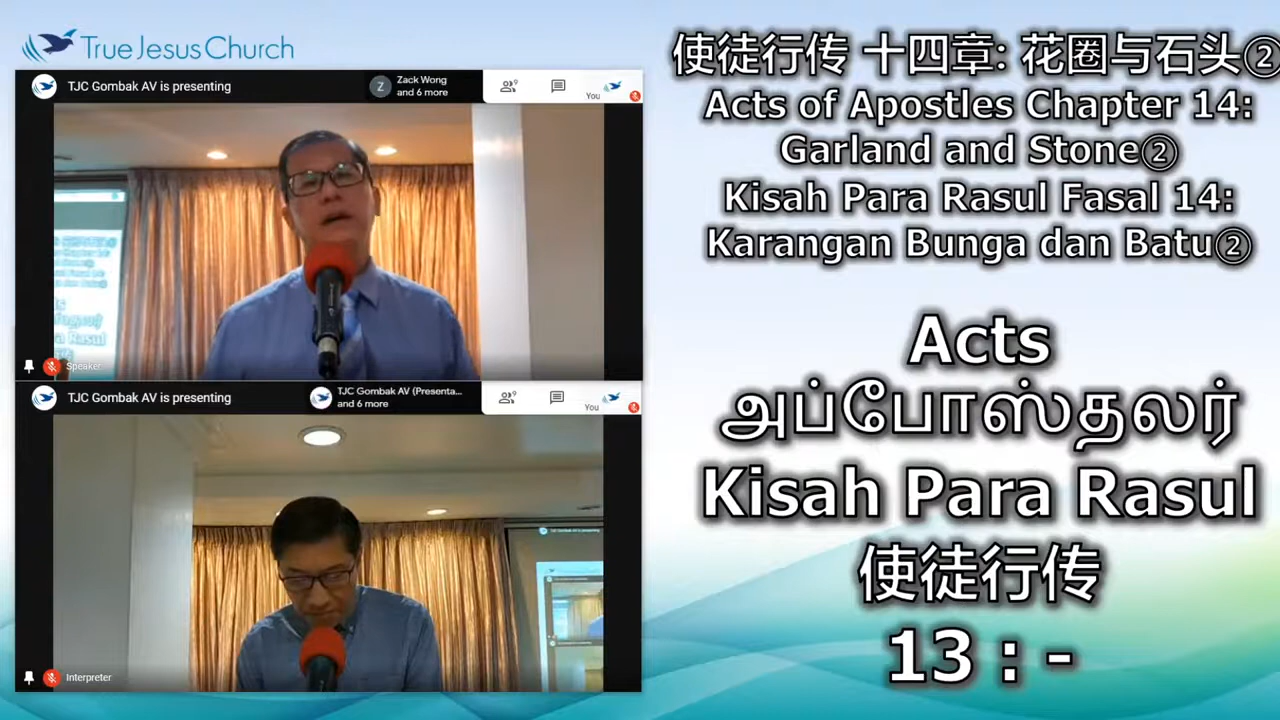 True Jesus Church
TJC Gombak AV is presenting
Z
Zack Wong
and 6 more
9
You
Speaker
TJC Gombak AV is presenting
TJC Gombak AV (Presenta...
and 6 more
9
You
Interpreter
使徒行传 十四章: 花圈与石头②
Acts of Apostles Chapter 14:
Garland and Stone②
Kisah Para Rasul Fasal 14:
Karangan Bunga dan Batu②
Acts
அப்போஸ்தலர்
Kisah Para Rasul
使徒行传
13 : -